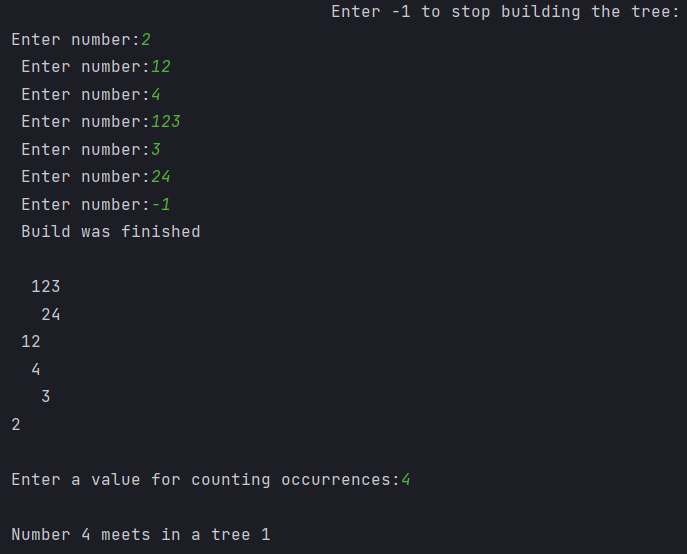 Enter -1 to stop building the tree:
Enter number:2
Enter number:12
Enter number:4
Enter number:123
Enter number:3
Enter number:24
Enter number:-1
Build was finished
123
24
12
4
3
2
Enter a value for counting occurrences:4
Number 4 meets in a tree 1